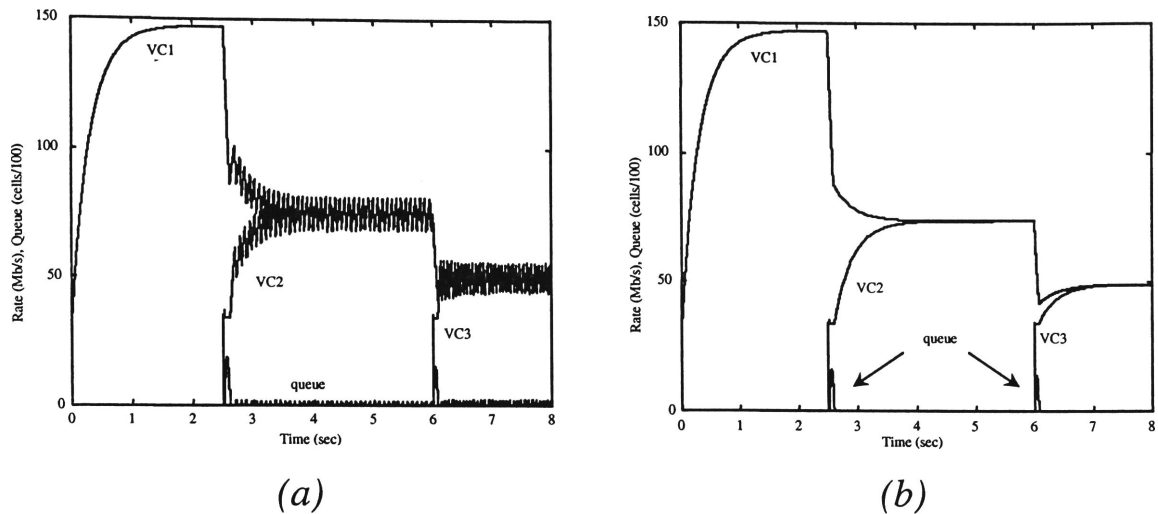 150
100
50
0
Rate (Mb/s), Queue (cells/100)
VC1
VC2
VC3
queue
0 1 2 3 4 5 6 7 8
Time (sec)
(a)
150
100
50
0
Rate (Mb/s), Queue (cells/100)
VC1
VC2
queue
VC3
0 1 2 3 4 5 6 7 8
Time (sec)
(b)